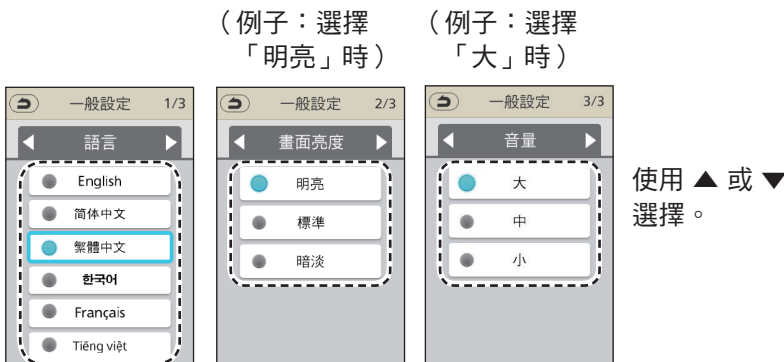 （例子：選擇
「明亮」時）
（例子：選擇
「大」時）
一般設定 1/3
語言
English
简体中文
繁體中文
한국어
Français
Tiếng việt
一般設定 2/3
畫面亮度
明亮
標準
暗淡
一般設定 3/3
音量
大
中
小
使用 ▲ 或 ▼
選擇。